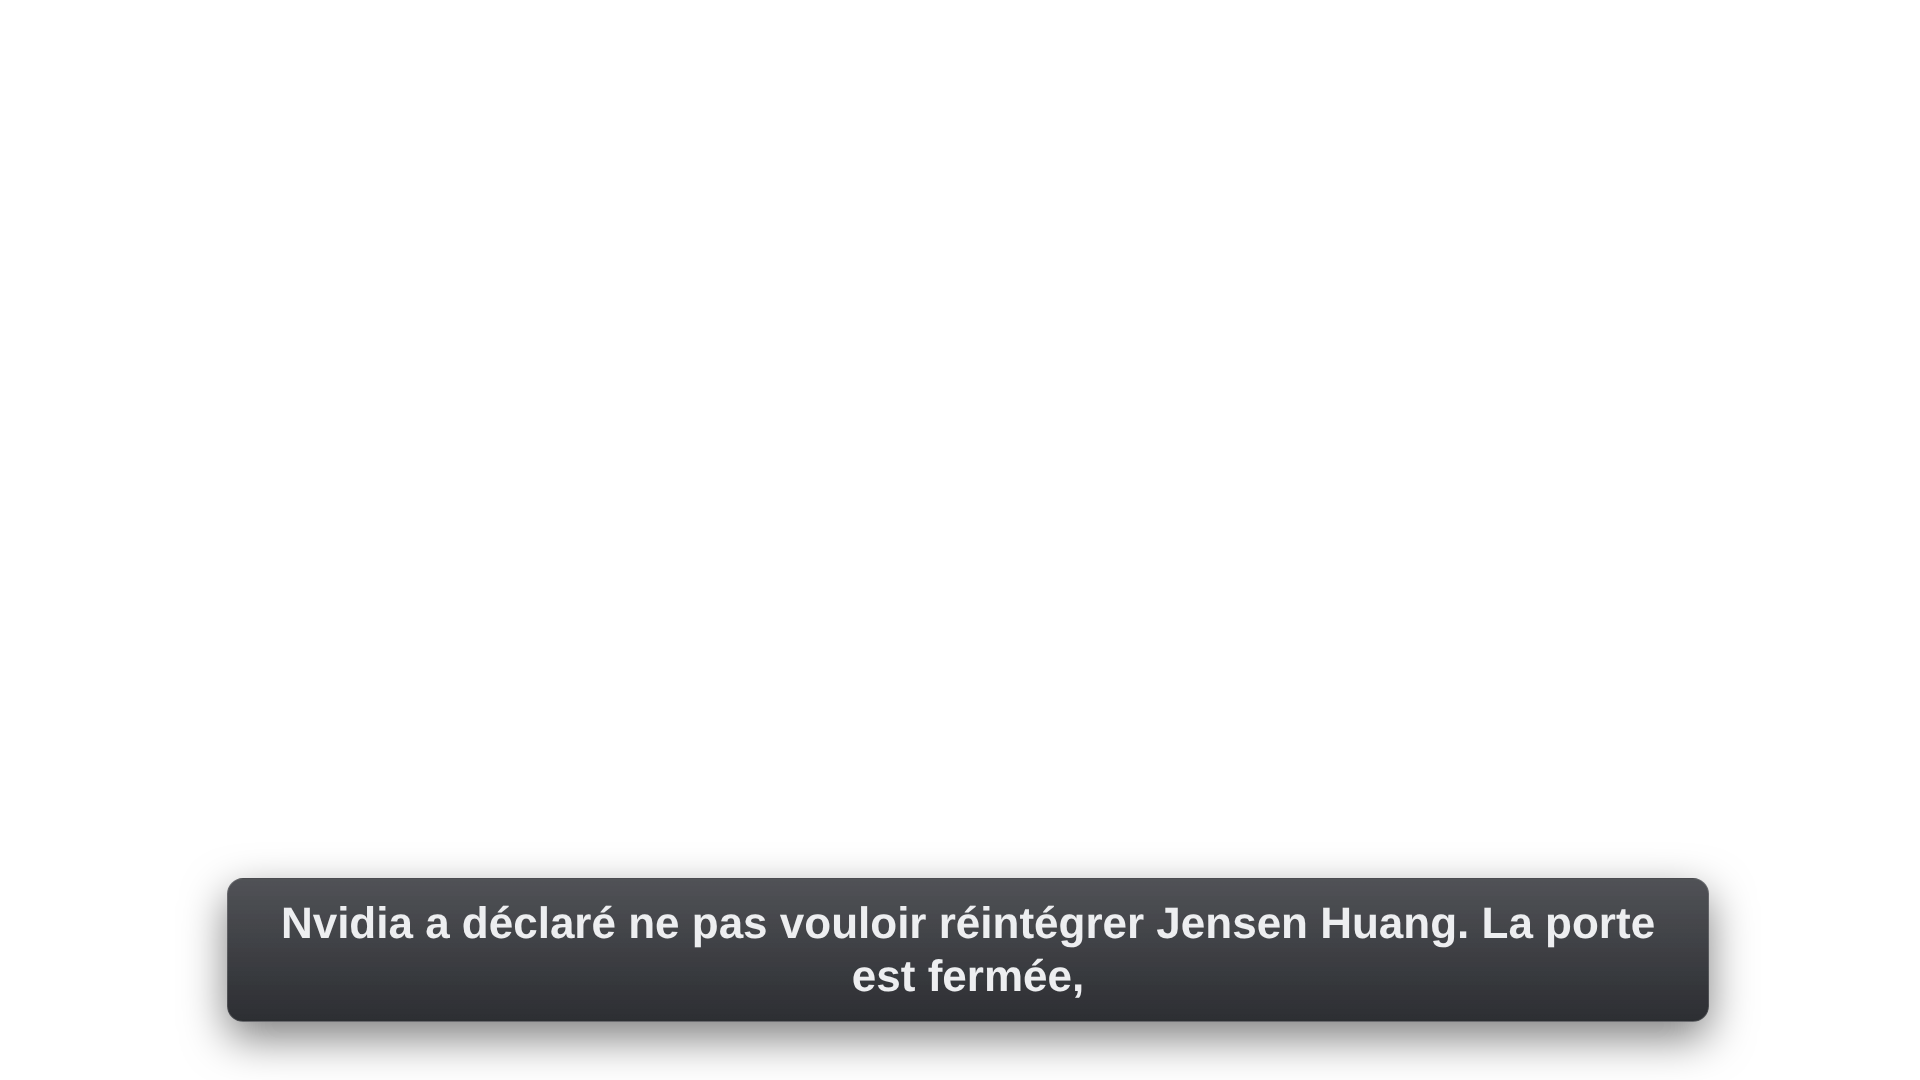 Nvidia a déclaré ne pas vouloir réintégrer Jensen Huang. La porte
est fermée,